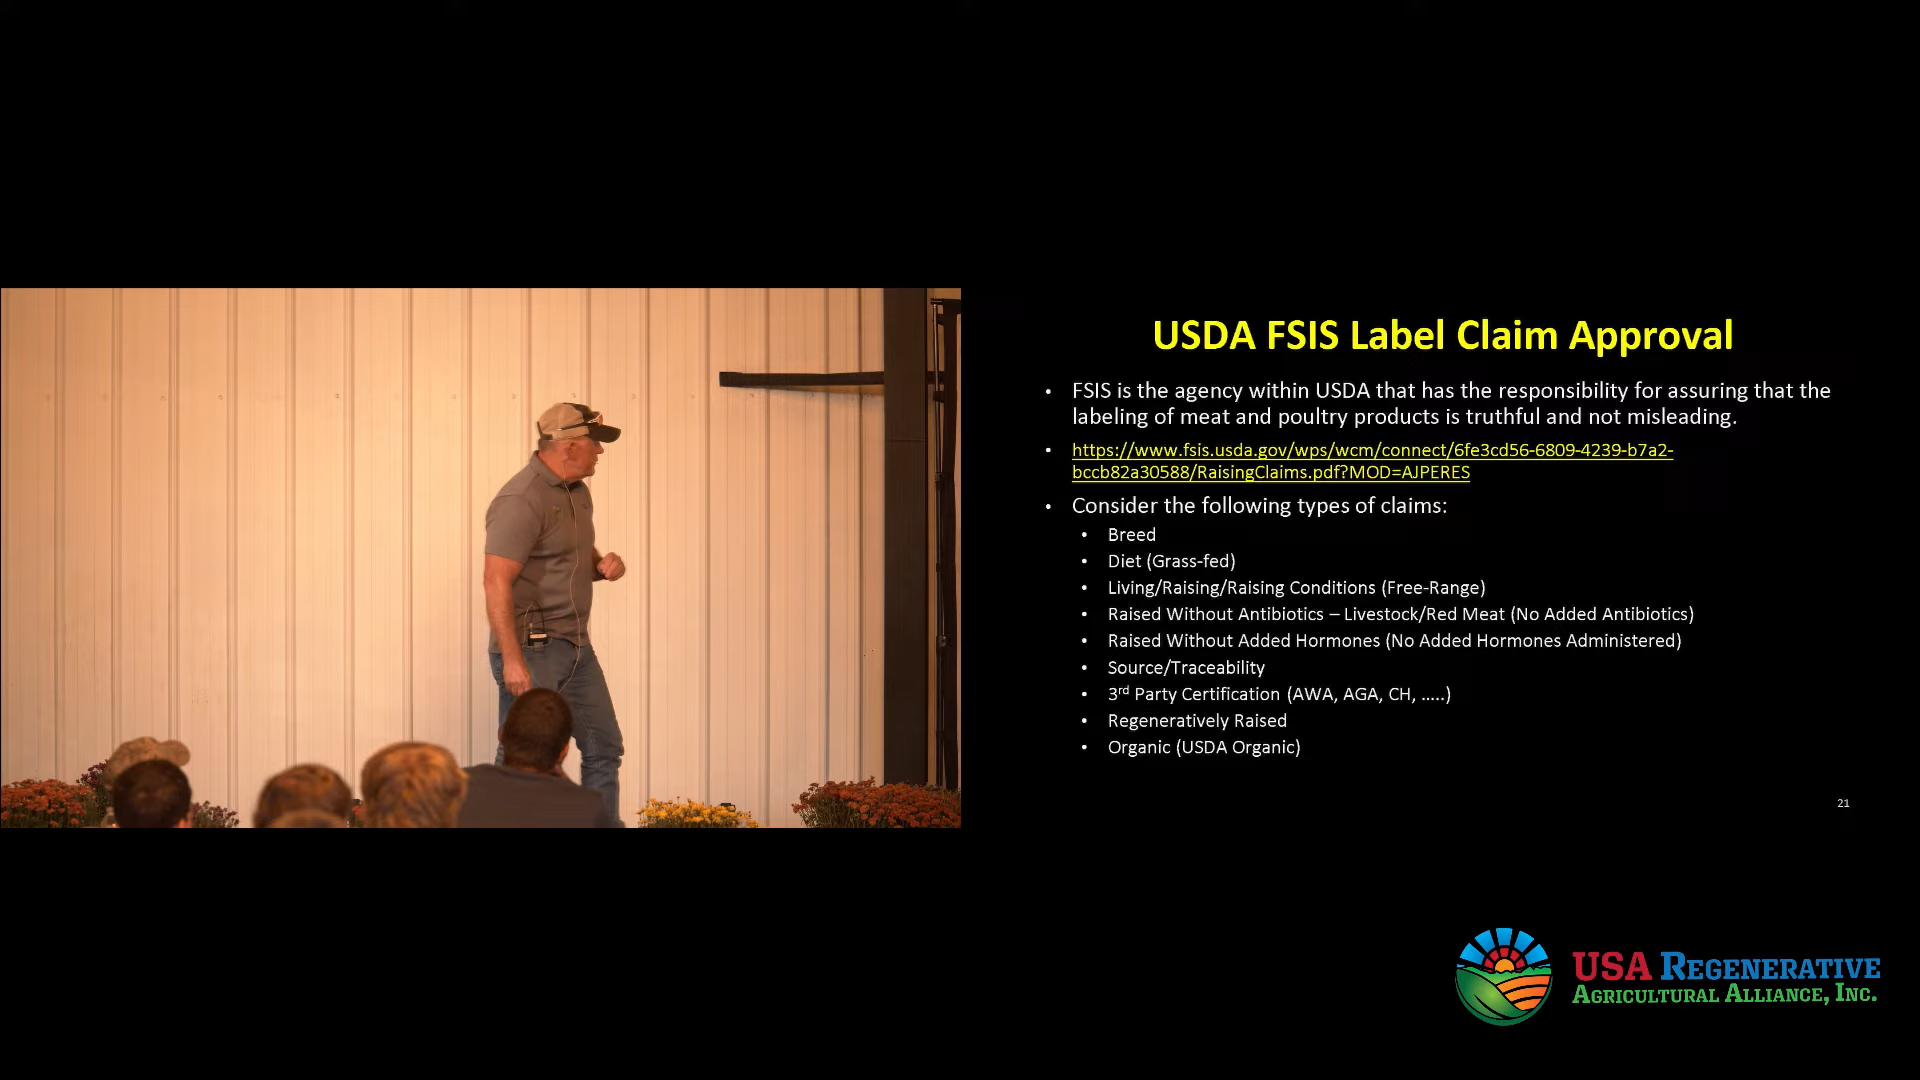 USDA FSIS Label Claim Approval
• FSIS is the agency within USDA that has the responsibility for assuring that the
labeling of meat and poultry products is truthful and not misleading.
• https://www.fsis.usda.gov/wps/wcm/connect/6fe3cd56-6809-4239-b7a2-
bccb82a30588/RaisingClaims.pdf?MOD=AJPERES
• Consider the following types of claims:
• Breed
• Diet (Grass-fed)
• Living/Raising/Raising Conditions (Free-Range)
• Raised Without Antibiotics – Livestock/Red Meat (No Added Antibiotics)
• Raised Without Added Hormones (No Added Hormones Administered)
• Source/Traceability
• 3rd Party Certification (AWA, AGA, CH, …..)
• Regeneratively Raised
• Organic (USDA Organic)
21
USA REGENERATIVE
AGRICULTURAL ALLIANCE, INC.